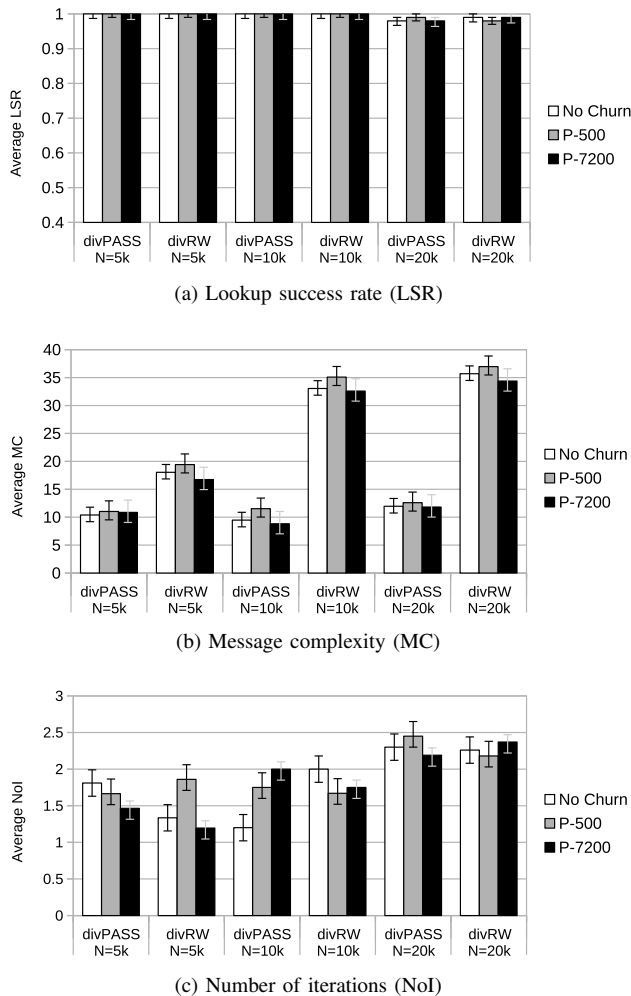 1
0.9
0.8
0.7
0.6
0.5
0.4
Average LSR
divPASS divRW divPASS divRW divPASS divRW
N=5k N=5k N=10k N=10k N=20k N=20k
No Churn
P-500
P-7200
(a) Lookup success rate (LSR)
40
35
30
25
20
15
10
5
0
Average MC
divPASS divRW divPASS divRW divPASS divRW
N=5k N=5k N=10k N=10k N=20k N=20k
No Churn
P-500
P-7200
(b) Message complexity (MC)
3
2.5
2
1.5
1
0.5
0
Average NoI
divPASS divRW divPASS divRW divPASS divRW
N=5k N=5k N=10k N=10k N=20k N=20k
No Churn
P-500
P-7200
(c) Number of iterations (NoI)